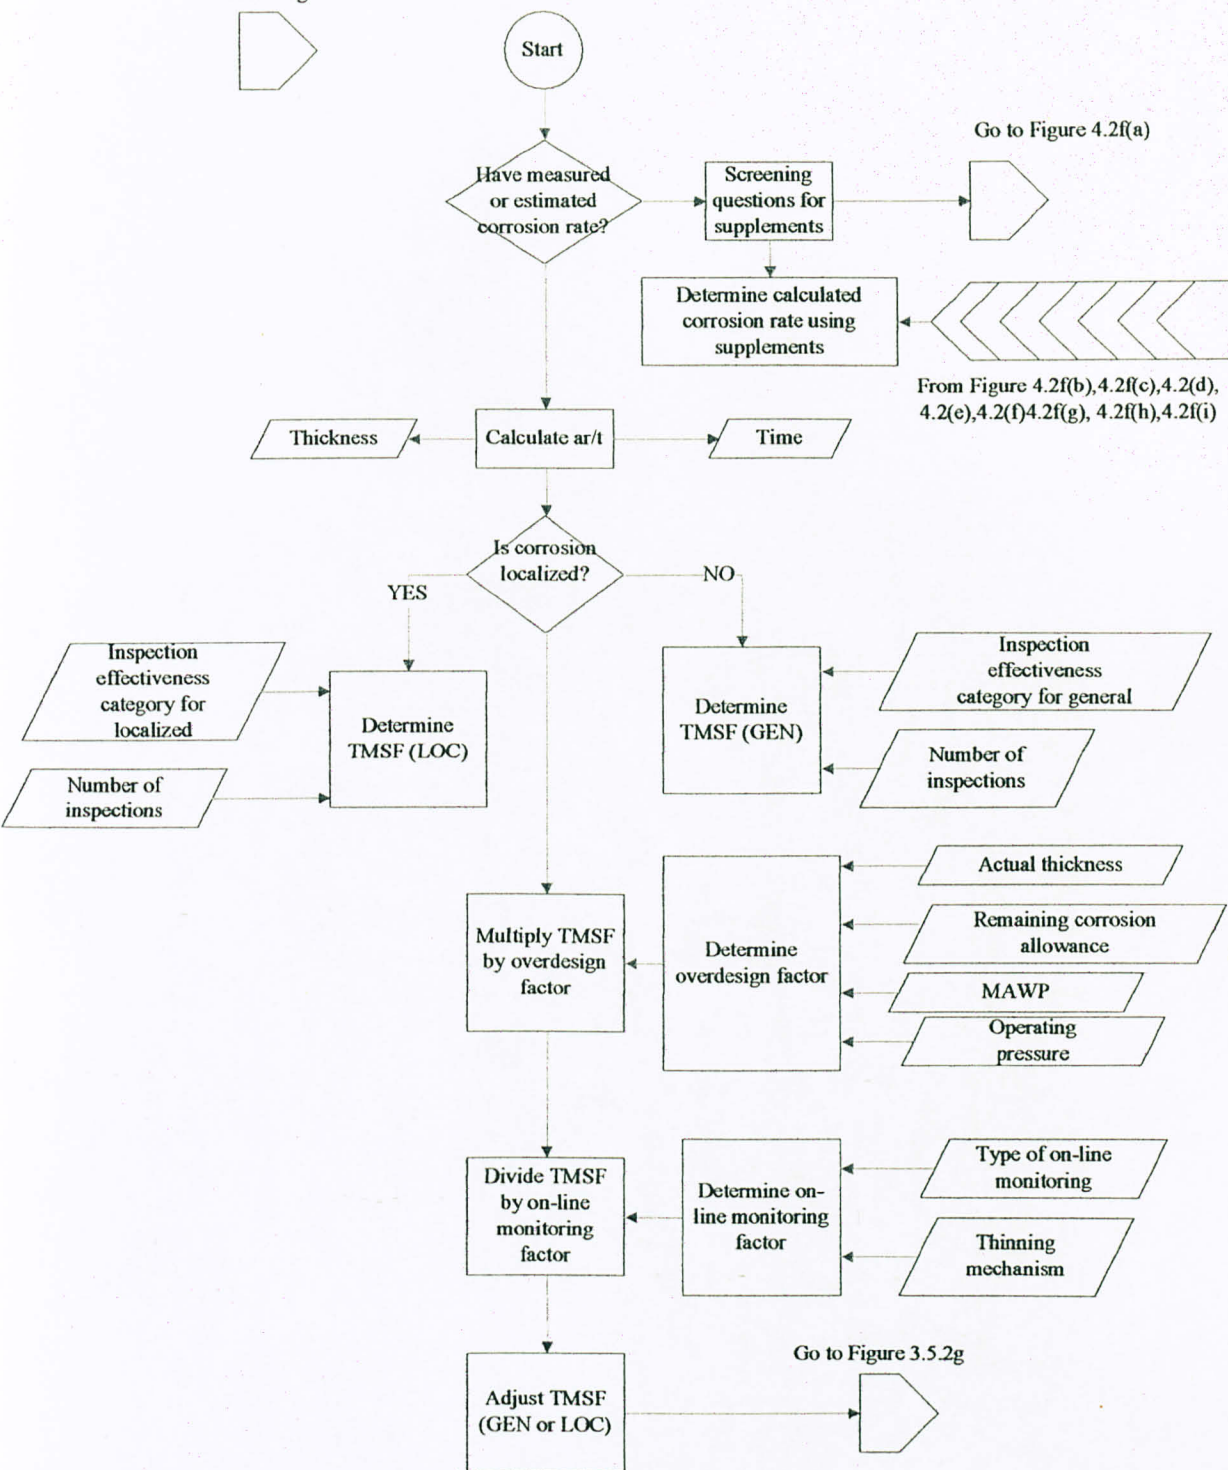 Start
Go to Figure 4.2f(a)
Have measured
or estimated
corrosion rate?
Screening
questions for
supplements
Determine calculated
corrosion rate using
supplements
From Figure 4.2f(b),4.2f(c),4.2(d),
4.2(e),4.2(f)4.2f(g), 4.2f(h),4.2f(i)
Thickness
Calculate ar/t
Time
Is corrosion
localized?
YES
NO
Inspection
effectiveness
category for
localized
Number of
inspections
Determine
TMSF (LOC)
Determine
TMSF (GEN)
Inspection
effectiveness
category for general
Number of
inspections
Multiply TMSF
by overdesign
factor
Determine
overdesign factor
Actual thickness
Remaining corrosion
allowance
MAWP
Operating
pressure
Divide TMSF
by on-line
monitoring
factor
Determine on-
line monitoring
factor
Type of on-line
monitoring
Thinning
mechanism
Adjust TMSF
(GEN or LOC)
Go to Figure 3.5.2g